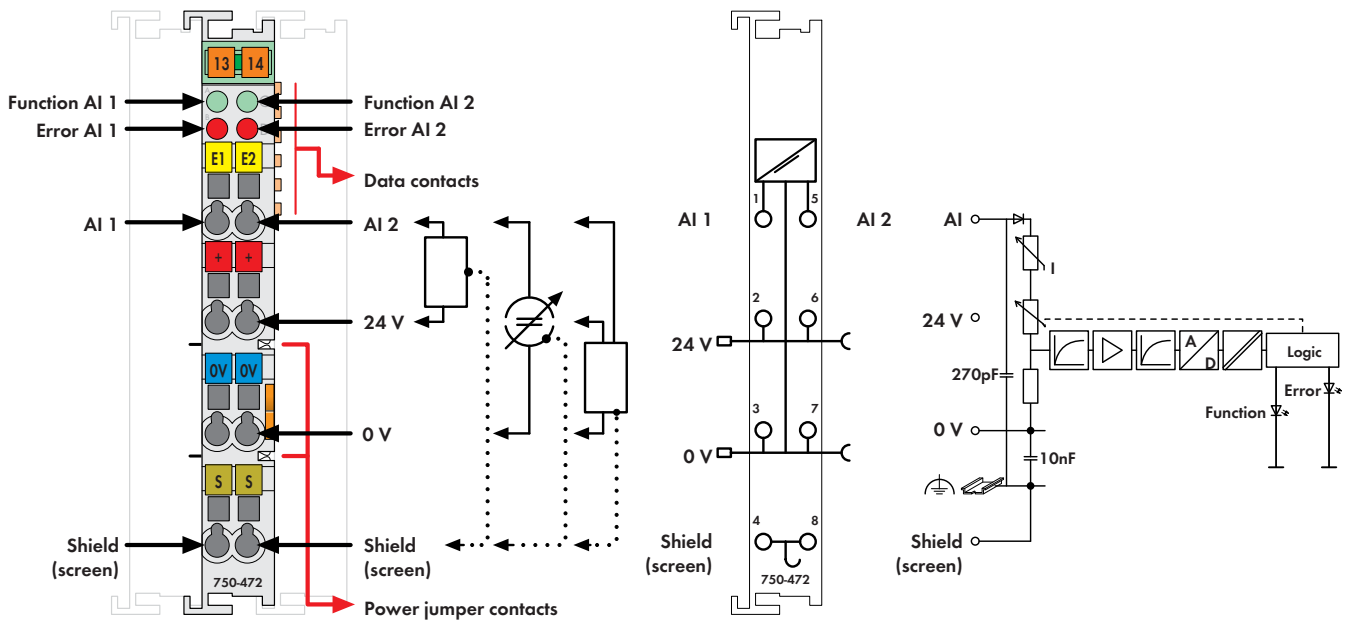 13 14
Function AI 1
Function AI 2
Error AI 1
Error AI 2
E1 E2
Data contacts
AI 1
AI 2
+ +
24 V
0V 0V
0 V
S S
Shield
(screen)
Shield
(screen)
750-472
Power jumper contacts
1 5
AI 1
AI 2
2 6
24 V
3 7
0 V
4 8
Shield
(screen)
750-472
AI
I
24 V
A
D
Logic
270pF
Error
Function
0 V
10nF
Shield
(screen)